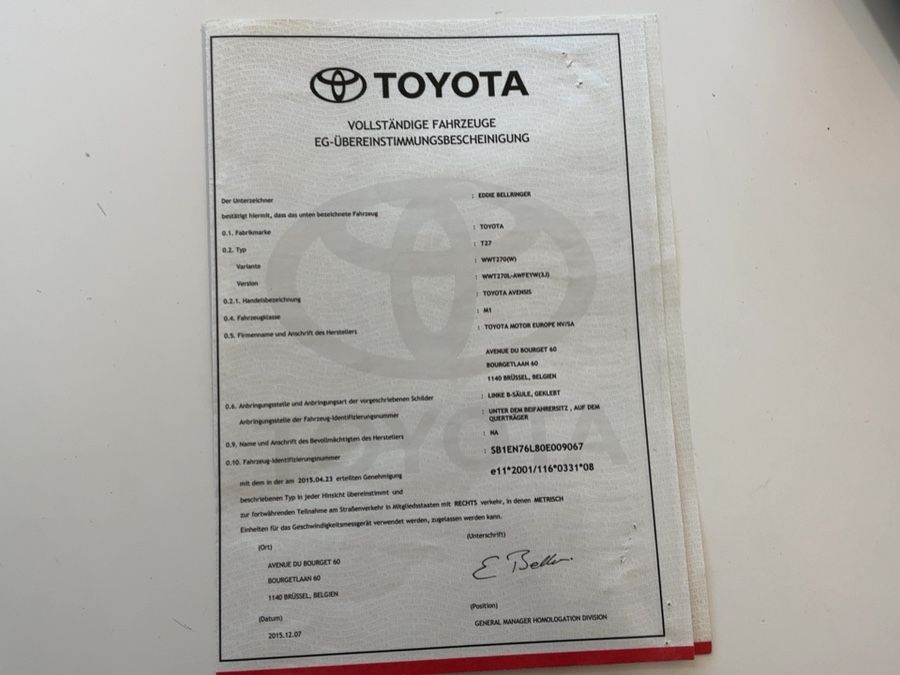 TOYOTA
VOLLSTÄNDIGE FAHRZEUGE
EG-ÜBEREINSTIMMUNGSBESCHEINIGUNG
Der Unterzeichner : EDDIE BELLRINGER
bestätigt hiermit, dass das unten bezeichnete Fahrzeug
0.1. Fabrikmarke : TOYOTA
0.2. Typ : T27
Variante : WWT270(W)
Version : WWT270L-AWFEYW(3J)
0.2.1. Handelsbezeichnung : TOYOTA AVENSIS
0.4. Fahrzeugklasse : M1
0.5. Firmenname und Anschrift des Herstellers : TOYOTA MOTOR EUROPE NV/SA
AVENUE DU BOURGET 60
BOURGETLAAN 60
1140 BRÜSSEL, BELGIEN
0.6. Anbringungsstelle und Anbringungsart der vorgeschriebenen Schilder : LINKE B-SÄULE, GEKLEBT
Anbringungsstelle der Fahrzeug-Identifizierungsnummer : UNTER DEM BEIFAHRERSITZ , AUF DEM
QUERTRÄGER
0.9. Name und Anschrift des Bevollmächtigten des Herstellers : NA
0.10. Fahrzeug-Identifizierungsnummer : SB1EN76L80E009067
mit dem in der am 2015.04.23 erteilten Genehmigung e11*2001/116*0331*08
beschriebenen Typ in jeder Hinsicht übereinstimmt und
zur fortwährenden Teilnahme am Straßenverkehr in Mitgliedsstaaten mit RECHTS verkehr, in denen METRISCH
Einheiten für das Geschwindigkeitsmessgerät verwendet werden, zugelassen werden kann.
(Ort) (Unterschrift)
AVENUE DU BOURGET 60
BOURGETLAAN 60
1140 BRÜSSEL, BELGIEN
E Beller
(Datum) (Position)
2015.12.07 GENERAL MANAGER HOMOLOGATION DIVISION
TOYOTA